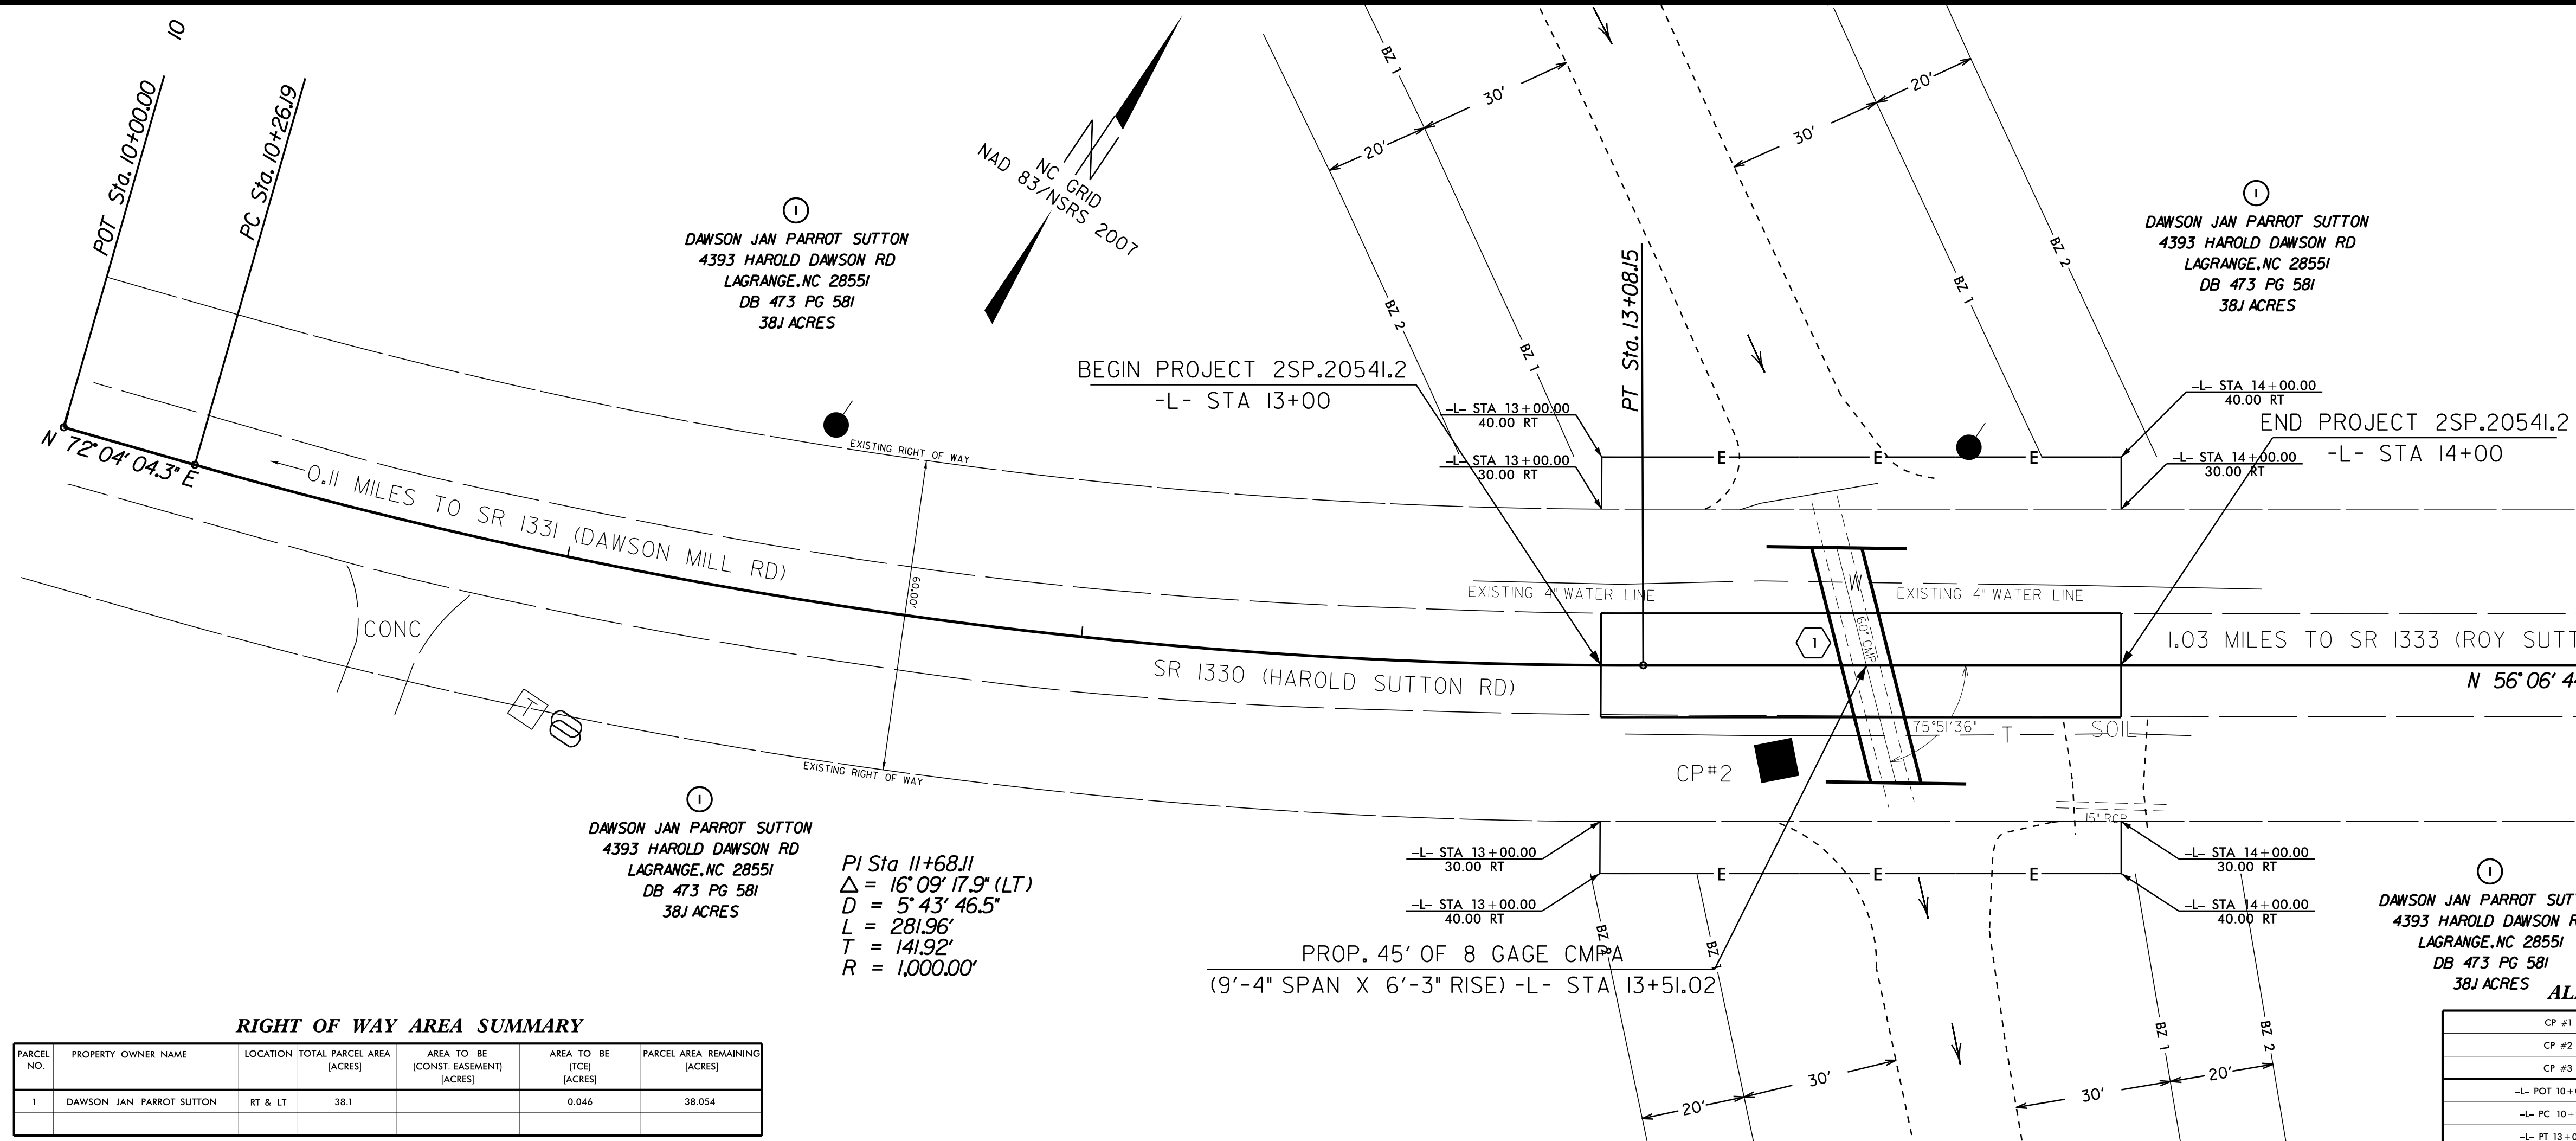 10
POT Sta. 10+00.00
PC Sta. 10+26.19
N 72° 04' 04.3" E
N
NC GRID
NAD 83/NSRS 2007
1
DAWSON JAN PARROT SUTTON
4393 HAROLD DAWSON RD
LAGRANGE, NC 28551
DB 473 PG 581
38.1 ACRES
BZ 1
30'
20'
BZ 2
BZ 1
20'
30'
BZ 2
BZ 1
1
DAWSON JAN PARROT SUTTON
4393 HAROLD DAWSON RD
LAGRANGE, NC 28551
DB 473 PG 581
38.1 ACRES
PT Sta. 13+08.15
BEGIN PROJECT 2SP.20541.2
-L- STA 13+00
-L- STA 13+00.00
40.00 RT
-L- STA 13+00.00
30.00 RT
-L- STA 14+00.00
40.00 RT
-L- STA 14+00.00
30.00 RT
END PROJECT 2SP.20541.2
-L- STA 14+00
E E E
EXISTING RIGHT OF WAY
0.11 MILES TO SR 1331 (DAWSON MILL RD)
60.00'
CONC
T
EXISTING RIGHT OF WAY
SR 1330 (HAROLD SUTTON RD)
EXISTING 4" WATER LINE
W
EXISTING 4" WATER LINE
1
60" CMP
1.03 MILES TO SR 1333 (ROY SUTT
N 56° 06' 4
75°51'36"
T
SOIL
CP#2
15" RCP
1
DAWSON JAN PARROT SUTTON
4393 HAROLD DAWSON RD
LAGRANGE, NC 28551
DB 473 PG 581
38.1 ACRES
PI Sta 11+68.11
Δ = 16° 09' 17.9" (LT)
D = 5° 43' 46.5"
L = 281.96'
T = 141.92'
R = 1,000.00'
-L- STA 13+00.00
30.00 RT
-L- STA 13+00.00
40.00 RT
E E E
-L- STA 14+00.00
30.00 RT
-L- STA 14+00.00
40.00 RT
PROP. 45' OF 8 GAGE CMPA
(9'-4" SPAN X 6'-3" RISE) -L- STA 13+51.02
BZ 2
BZ 1
20'
30'
BZ 1
BZ 2
30'
20'
1
DAWSON JAN PARROT SUT
4393 HAROLD DAWSON R
LAGRANGE, NC 28551
DB 473 PG 581
38.1 ACRES
AL
CP #1
CP #2
CP #3
-L- POT 10+
-L- PC 10+
-L- PT 13+0
RIGHT OF WAY AREA SUMMARY
PARCEL NO. PROPERTY OWNER NAME LOCATION TOTAL PARCEL AREA [ACRES] AREA TO BE (CONST. EASEMENT) [ACRES] AREA TO BE (TCE) [ACRES] PARCEL AREA REMAINING [ACRES]
1 DAWSON JAN PARROT SUTTON RT & LT 38.1 0.046 38.054